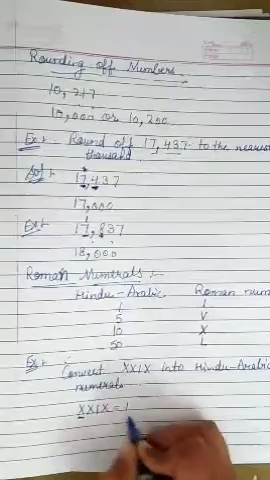 Rounding off Numbers
10,217
10,000 or 10,200
Ex:- Round off 17,437 to the nearest
thousand
Sol:- 17,437
17,000
Ex:- 17,837
18,000
Roman Numerals :-
Hindu-Arabic Roman num
1 I
5 V
10 X
50 L
Ex:- Convert XXIX into Hindu-Arabic
numerals
XXIX = 1